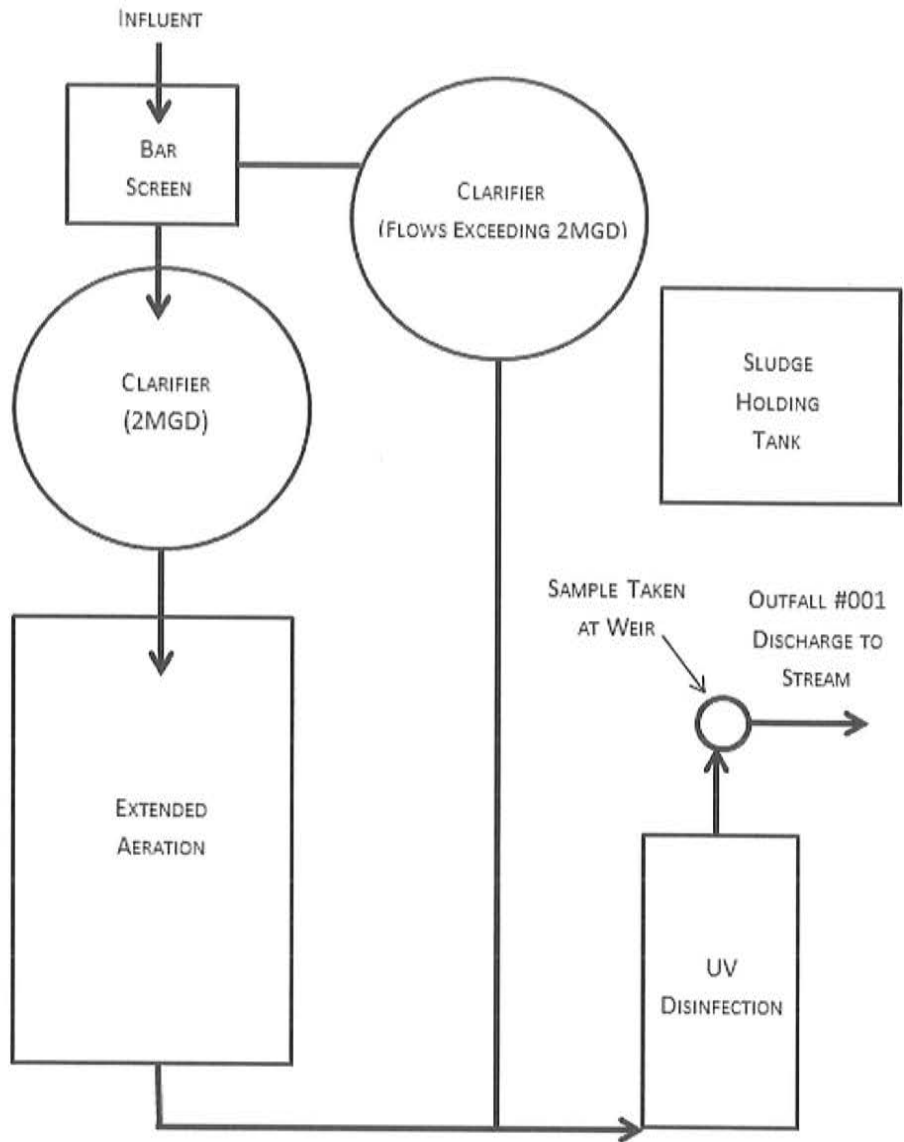 INFLUENT
BAR
SCREEN
CLARIFIER
(FLOWS EXCEEDING 2MGD)
CLARIFIER
(2MGD)
SLUDGE
HOLDING
TANK
SAMPLE TAKEN
AT WEIR
OUTFALL #001
DISCHARGE TO
STREAM
EXTENDED
AERATION
UV
DISINFECTION